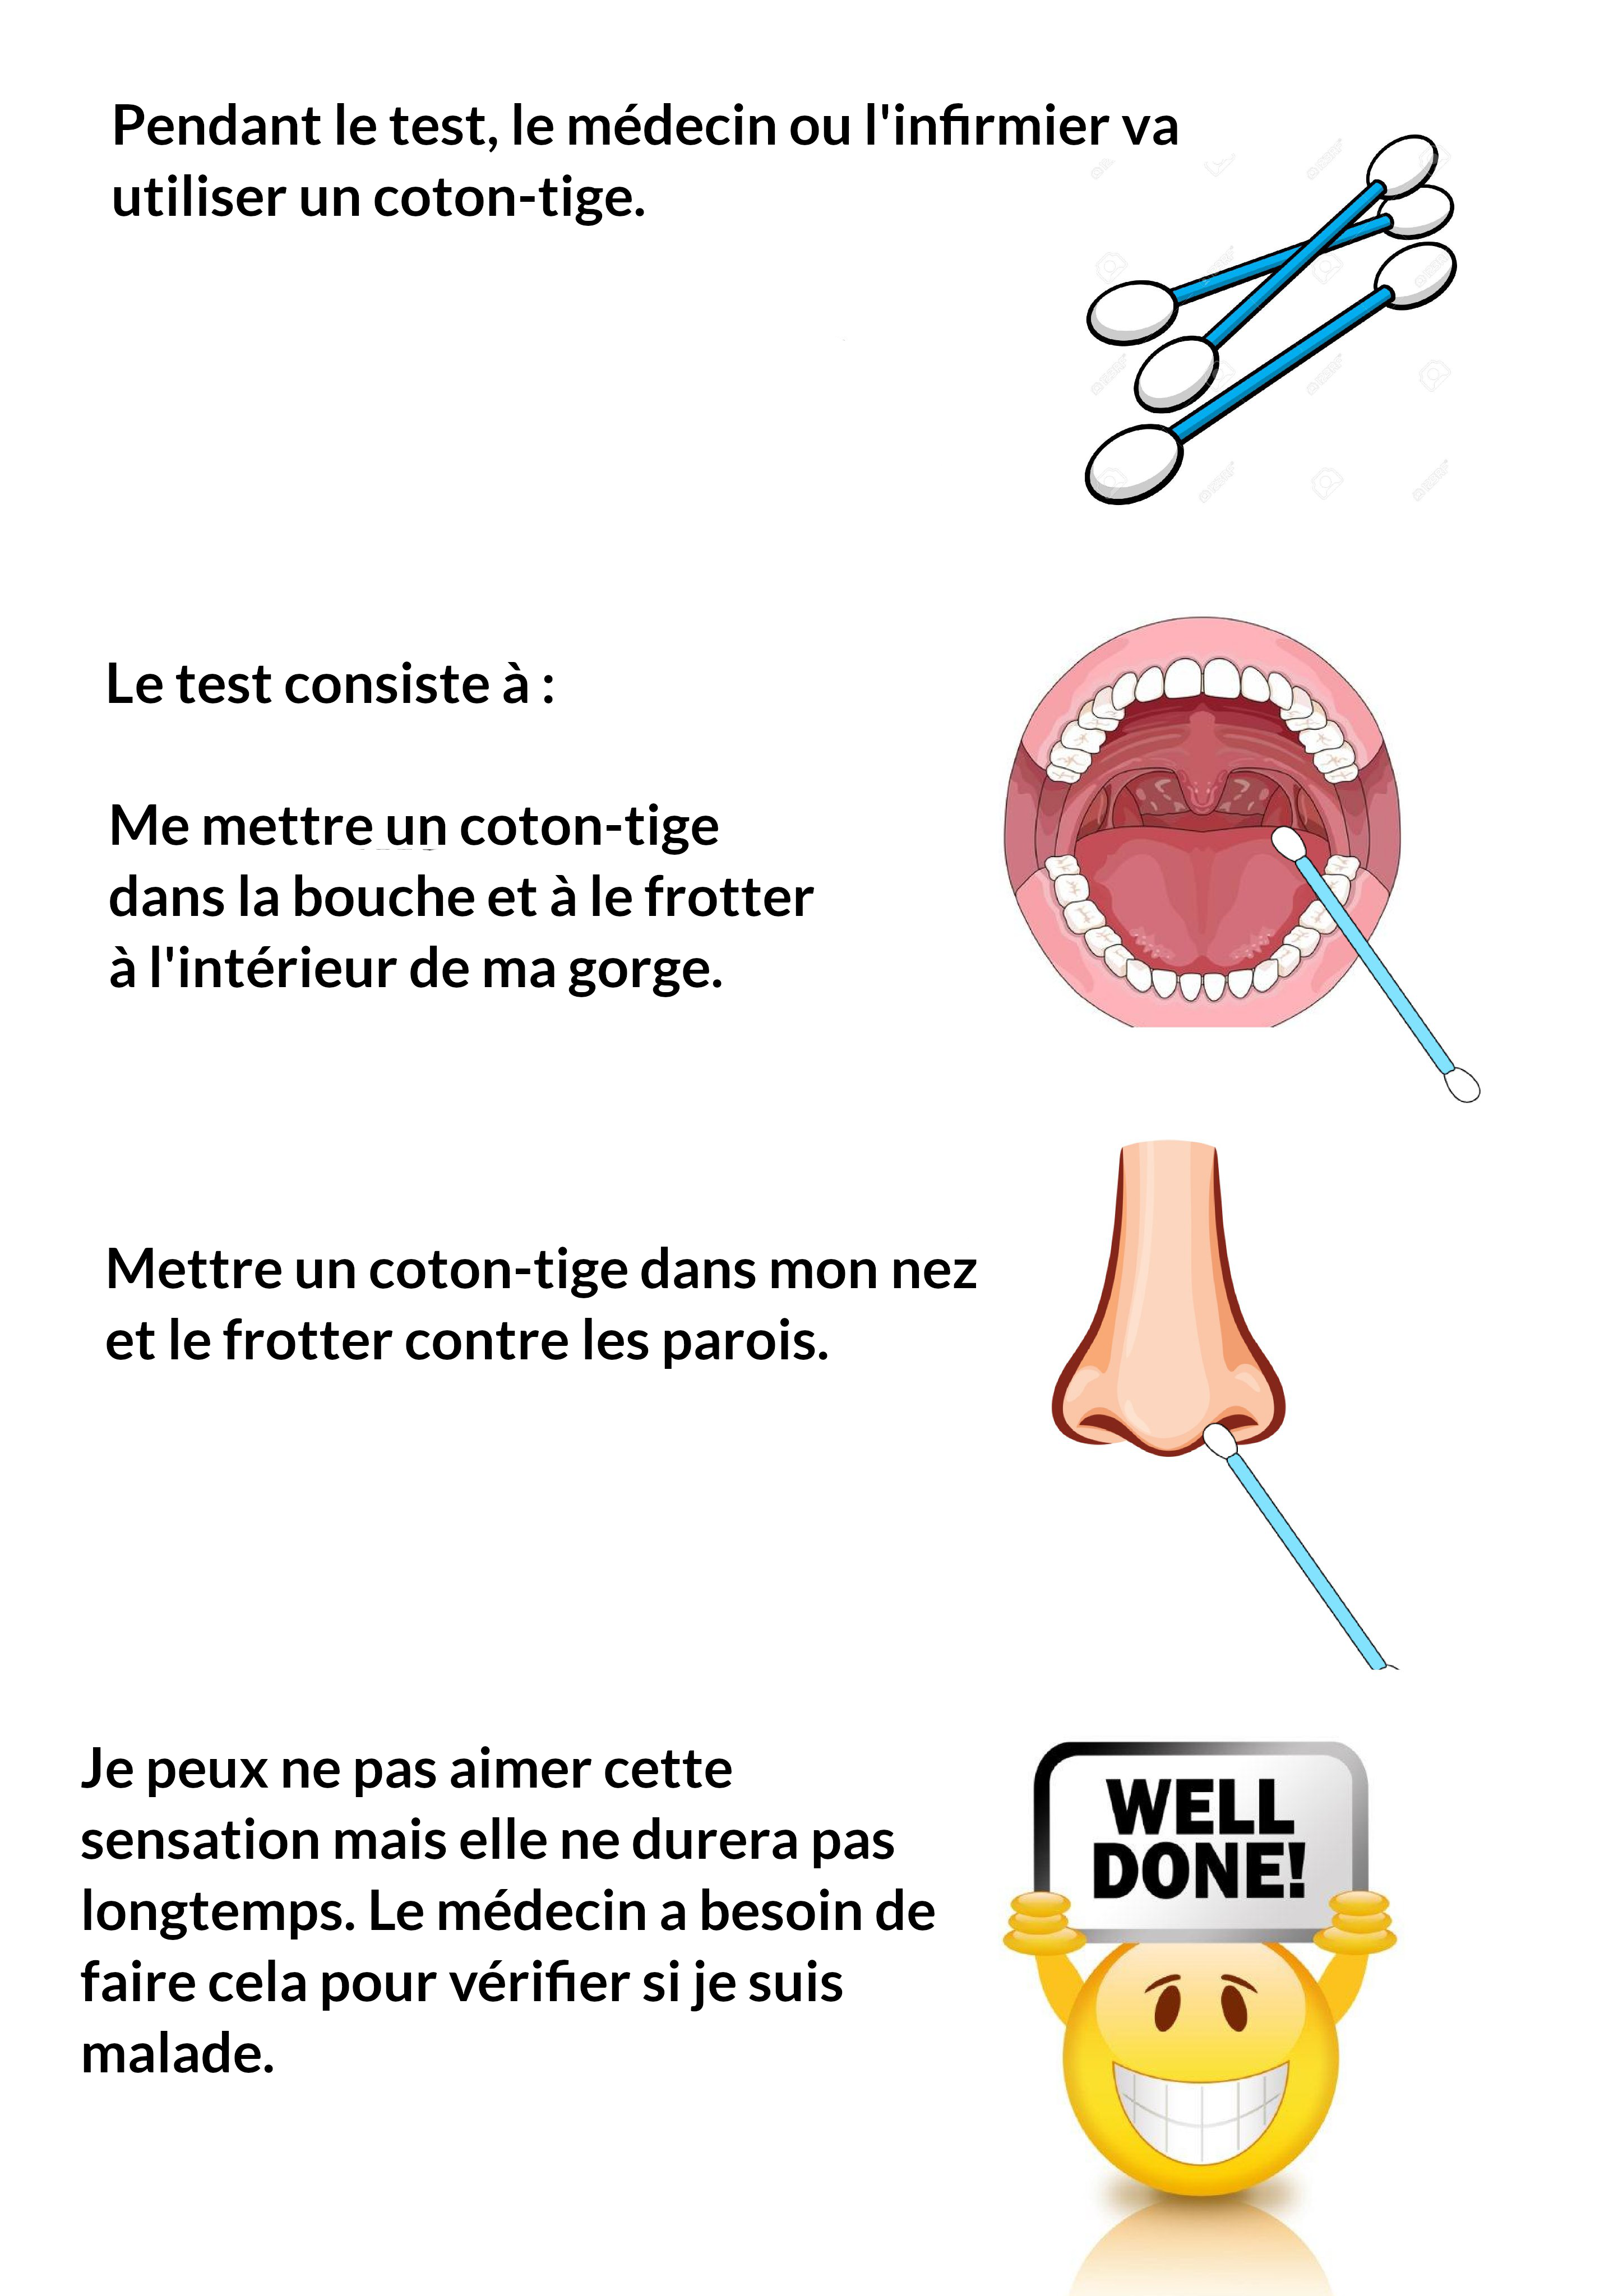 Pendant le test, le médecin ou l'infirmier va
utiliser un coton-tige.
Le test consiste à :
Me mettre un coton-tige
dans la bouche et à le frotter
à l'intérieur de ma gorge.
Mettre un coton-tige dans mon nez
et le frotter contre les parois.
Je peux ne pas aimer cette
sensation mais elle ne durera pas
longtemps. Le médecin a besoin de
faire cela pour vérifier si je suis
malade.
WELL
DONE!